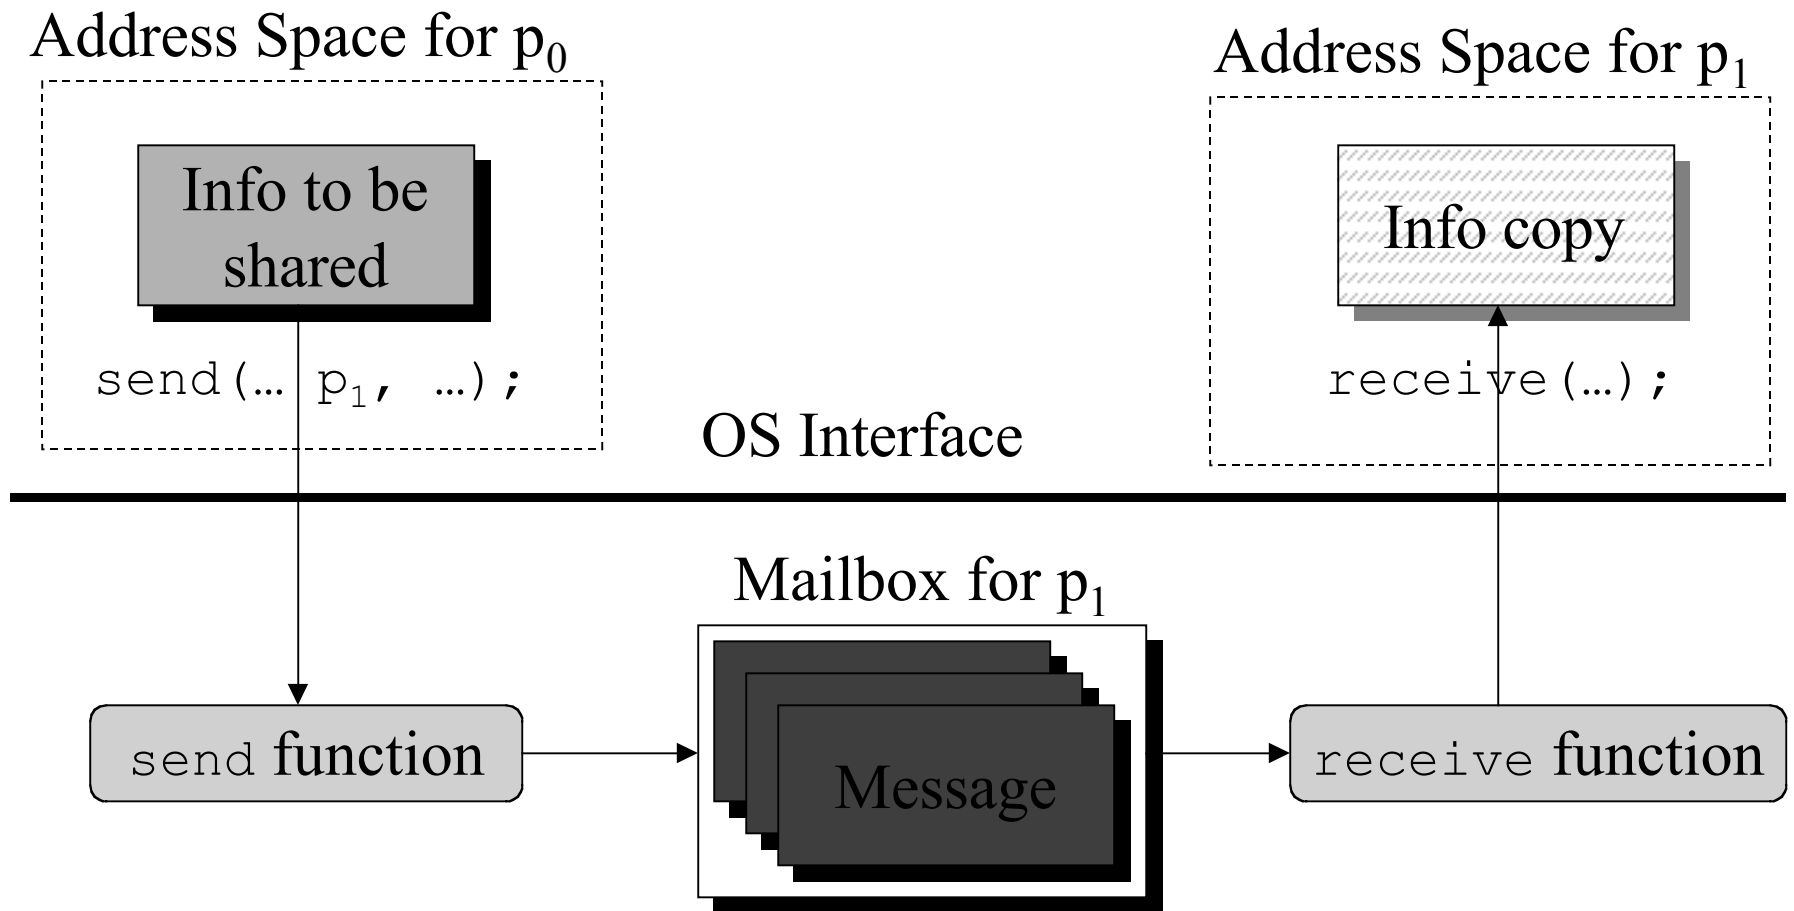 Address Space for p₀
Address Space for p₁
Info to be
shared
Info copy
send(… p₁, …);
receive(…);
OS Interface
Mailbox for p₁
send function
Message
receive function